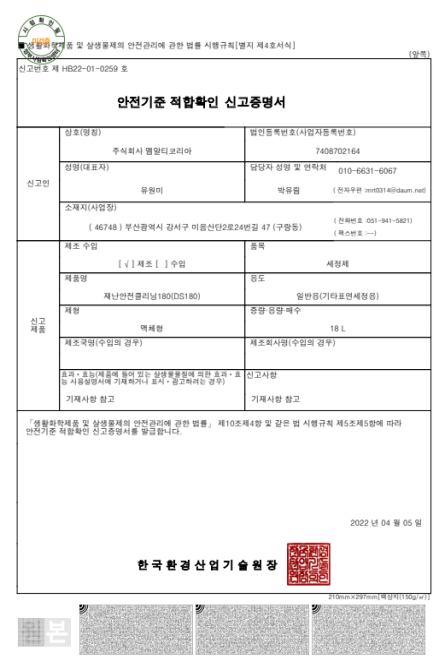 ■ 생활화학제품 및 살생물제의 안전관리에 관한 법률 시행규칙[별지 제4호서식]
(앞쪽)
신고번호 제 HB22-01-0259 호
안전기준 적합확인 신고증명서
신고인
상호(명칭)
주식회사 멤알티코리아
법인등록번호(사업자등록번호)
7408702164
성명(대표자)
유원미
담당자 성명 및 연락처 010-6631-6067
박유림 ( 전자우편 :mrt0314@daum.net)
소재지(사업장)
( 46748 ) 부산광역시 강서구 미음산단2로24번길 47 (구랑동)
( 전화번호 :051-941-5821)
( 팩스번호 :--)
신고
제품
제조 수입
[ √ ] 제조 [ ] 수입
품목
세정제
제품명
재난안전클리닝180(DS180)
용도
일반용(기타표면세정용)
제형
액체형
중량·용량·매수
18 L
제조국명(수입의 경우)
제조회사명(수입의 경우)
효과・효능(제품에 들어 있는 살생물물질에 의한 효과・효
능 사용설명서에 기재하거나 표시・광고하려는 경우)
기재사항 참고
신고사항
기재사항 참고
「생활화학제품 및 살생물제의 안전관리에 관한 법률」 제10조제4항 및 같은 법 시행규칙 제5조제5항에 따라
안전기준 적합확인 신고증명서를 발급합니다.
2022 년 04 월 05 일
한국환경산업기술원장
210mm×297mm[백상지(150g/㎡)]
본